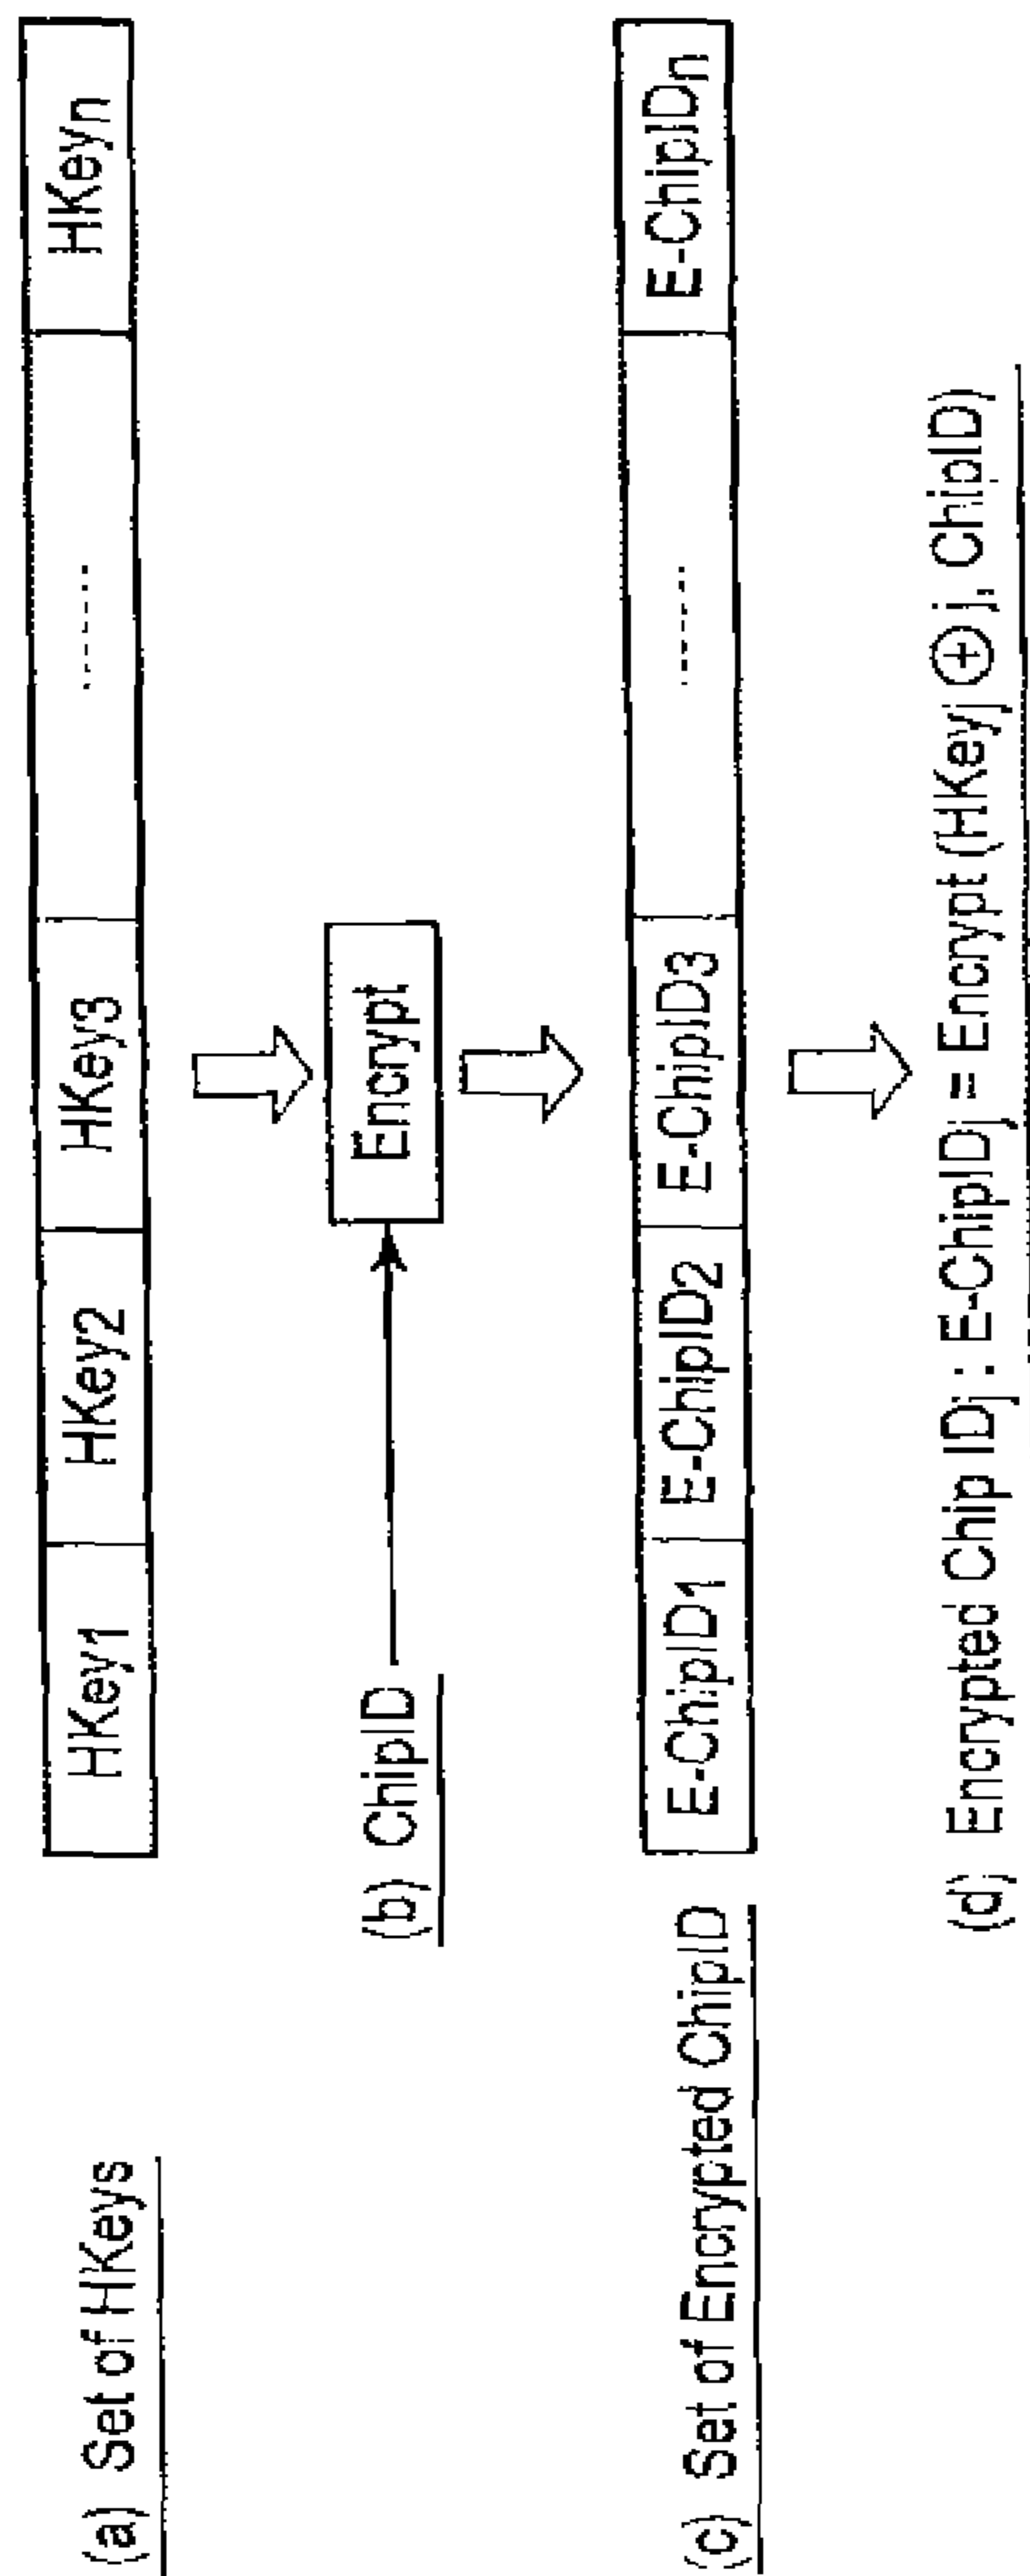 (a) Set of HKeys
HKey1 HKey2 HKey3 ------ HKeyn
(b) ChipID
Encrypt
(c) Set of Encrypted ChipID
E-ChipID1 E-ChipID2 E-ChipID3 ------ E-ChipIDn
(d) Encrypted Chip IDj : E-ChipIDj = Encrypt (HKeyj ⊕ j, ChipID)